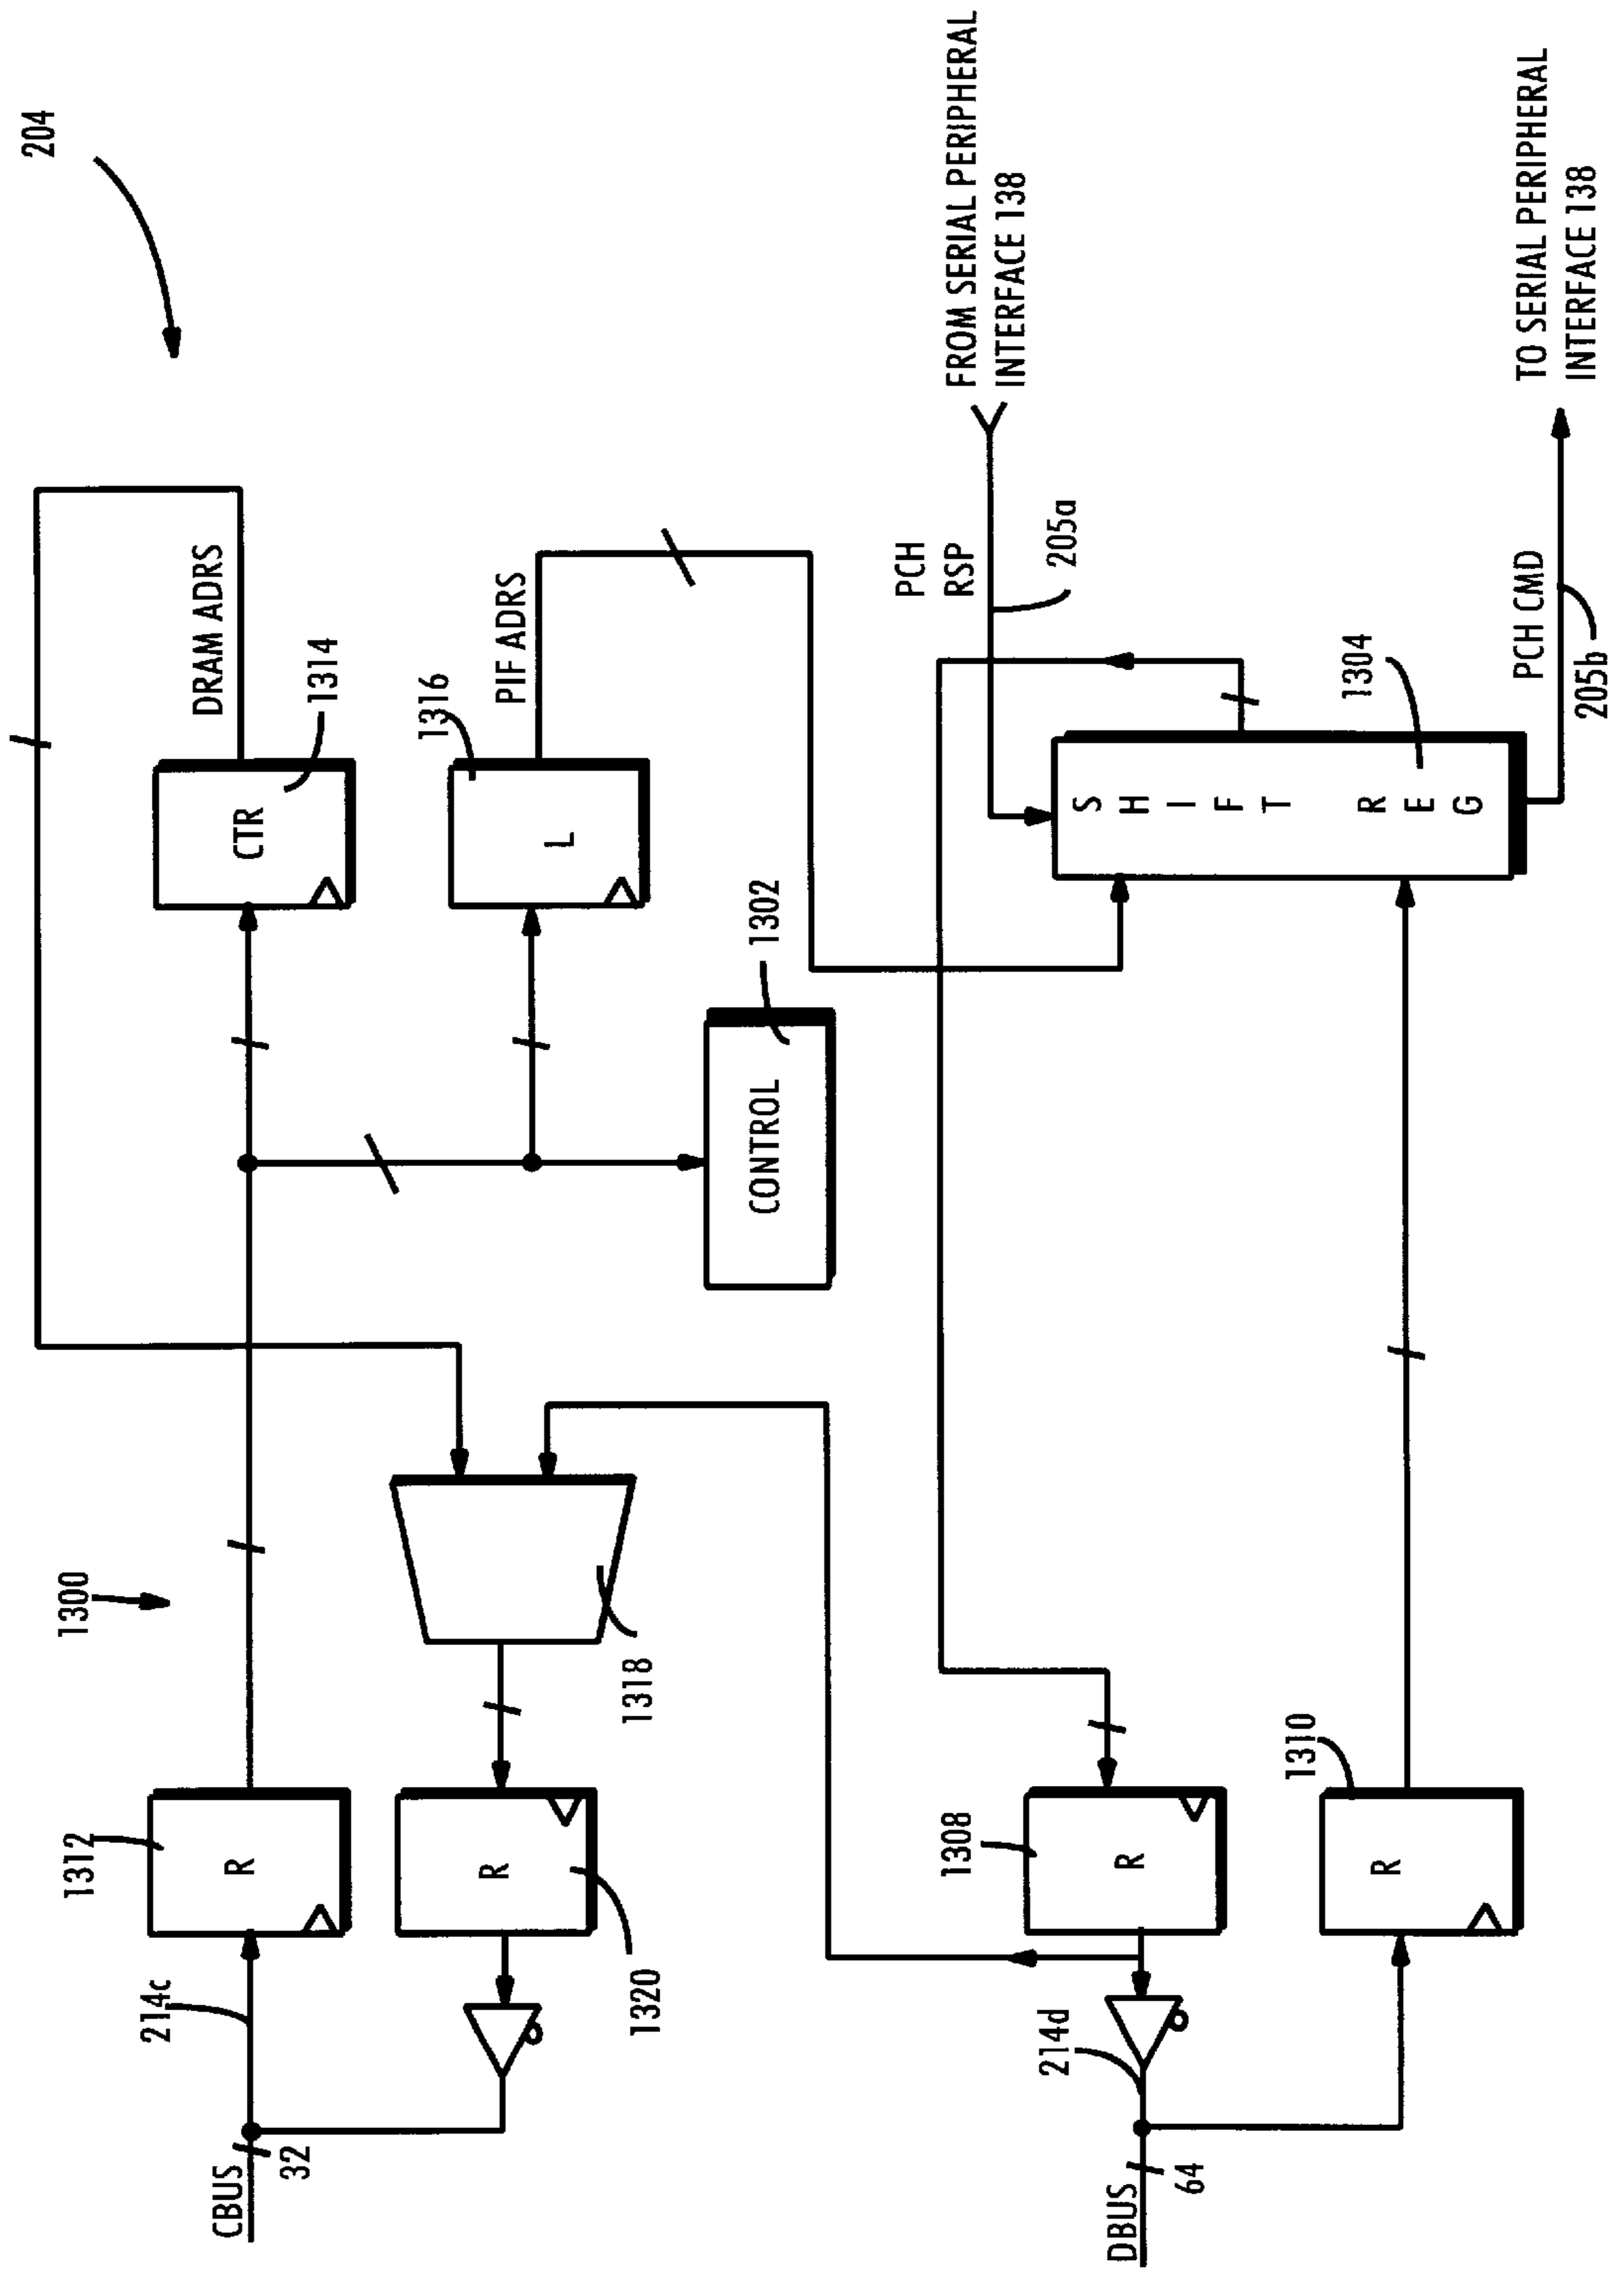 204
DRAM ADRS
CTR
1314
PIF ADRS
1316
L
1302
CONTROL
1300
1318
1312
R
R
1320
214c
CBUS
32
FROM SERIAL PERIPHERAL
INTERFACE 138
PCH
RSP
205a
SHIFT REG
1304
PCH CMD
205b
TO SERIAL PERIPHERAL
INTERFACE 138
1308
R
1310
R
214d
DBUS
64